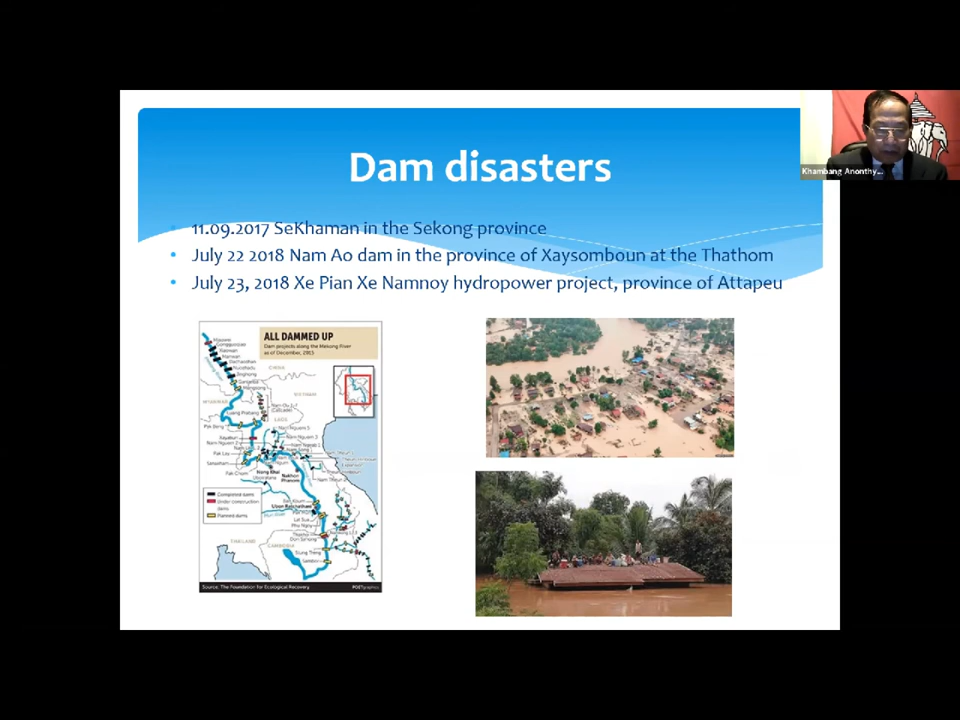 Dam disasters
Khambang Anonthy...
11.09.2017 SeKhaman in the Sekong province
July 22 2018 Nam Ao dam in the province of Xaysomboun at the Thathom
July 23, 2018 Xe Pian Xe Namnoy hydropower project, province of Attapeu
ALL DAMMED UP
Dam projects along the Mekong River
as of December, 2013
CHINA
MYANMAR
VIETNAM
LAOS
Luang Prabang
Pak Beng
Xayaburi
Pak Lay
Sanakham
Pak Chom
Nong Khai
Nakhon
Phanom
Ubon Ratchathani
Lat Sua
Don Sahong
Stung Treng
Sambor
Completed dams
Under construction
dams
Planned dams
THAILAND
CAMBODIA
Source: The Foundation for Ecological Recovery
POSTgraphics